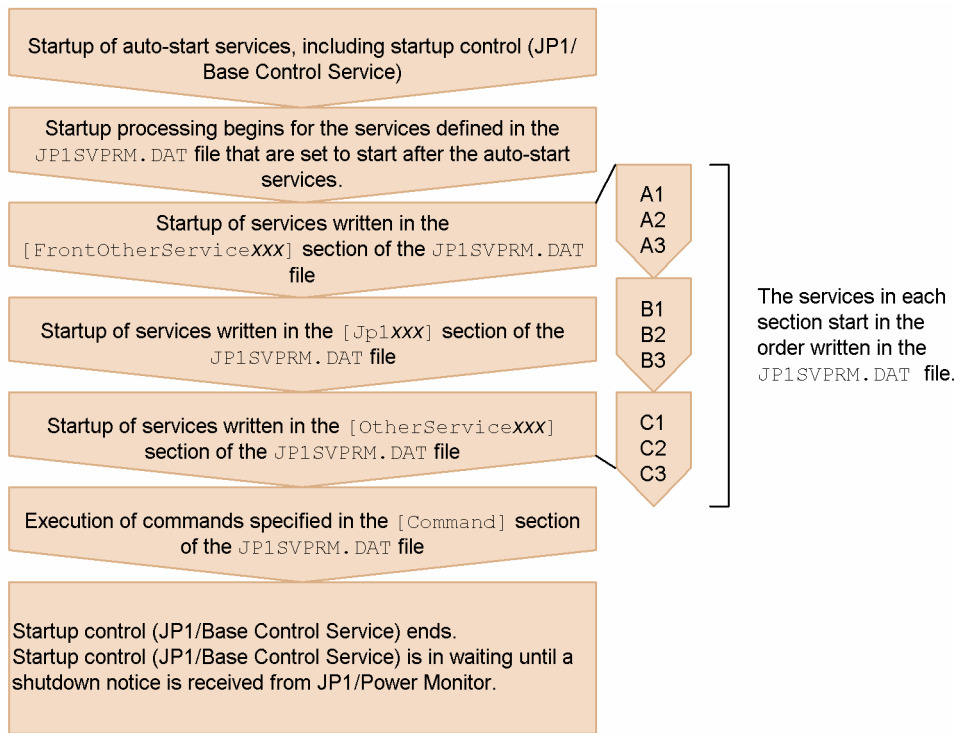 Startup of auto-start services, including startup control (JP1/
Base Control Service)
Startup processing begins for the services defined in the
JP1SVPRM.DAT file that are set to start after the auto-start
services.
Startup of services written in the
[FrontOtherServicexxx] section of the JP1SVPRM.DAT
file
Startup of services written in the [Jp1xxx] section of the
JP1SVPRM.DAT file
Startup of services written in the [OtherServicexxx]
section of the JP1SVPRM.DAT file
Execution of commands specified in the [Command] section
of the JP1SVPRM.DAT file
Startup control (JP1/Base Control Service) ends.
Startup control (JP1/Base Control Service) is in waiting until a
shutdown notice is received from JP1/Power Monitor.
A1
A2
A3
B1
B2
B3
C1
C2
C3
The services in each
section start in the
order written in the
JP1SVPRM.DAT file.